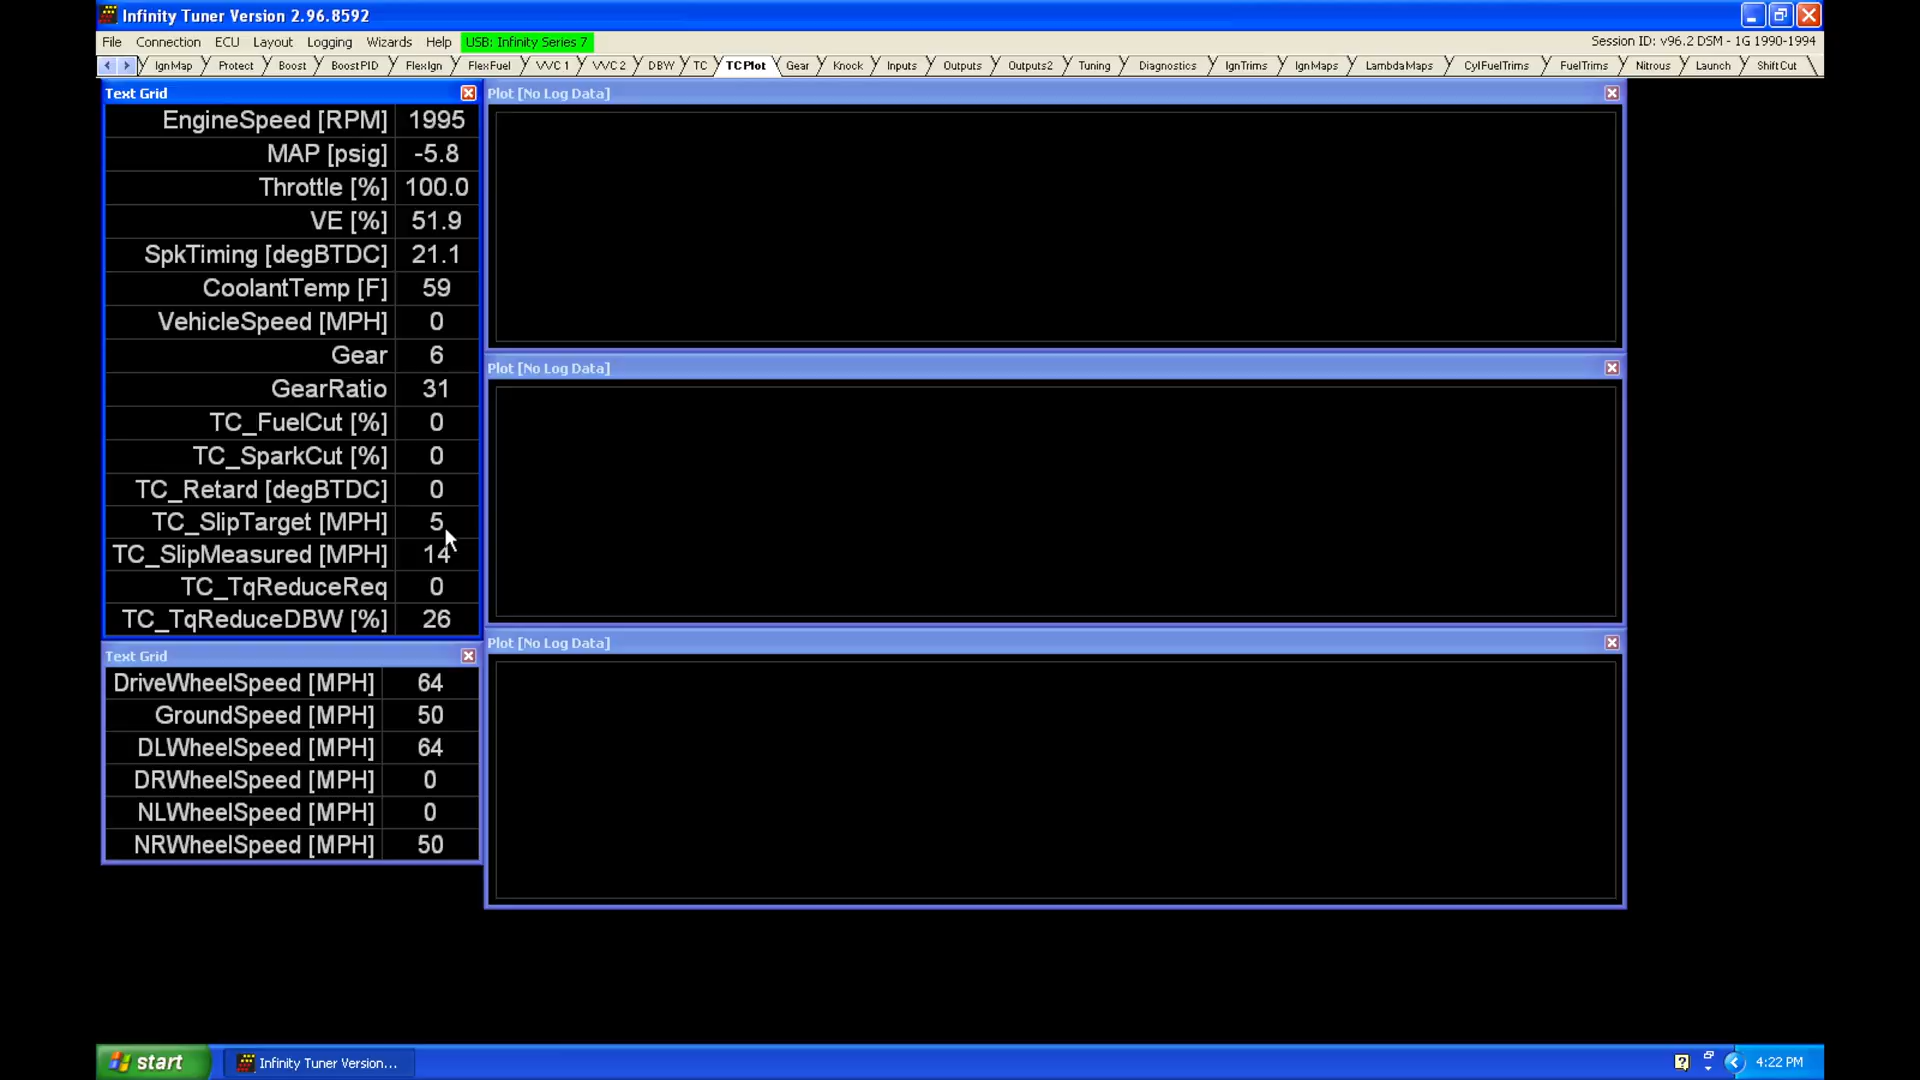 Infinity Tuner Version 2.96.8592
File Connection ECU Layout Logging Wizards Help USB: Infinity Series 7 Session ID: v96.2 DSM - 1G 1990-1994
IgnMap Protect Boost BoostPID FlexIgn FlexFuel VVC 1 VVC 2 DBW TC TCPlot Gear Knock Inputs Outputs Outputs2 Tuning Diagnostics IgnTrims IgnMaps LambdaMaps CylFuelTrims FuelTrims Nitrous Launch ShiftCut
Text Grid
EngineSpeed [RPM] 1995
MAP [psig] -5.8
Throttle [%] 100.0
VE [%] 51.9
SpkTiming [degBTDC] 21.1
CoolantTemp [F] 59
VehicleSpeed [MPH] 0
Gear 6
GearRatio 31
TC_FuelCut [%] 0
TC_SparkCut [%] 0
TC_Retard [degBTDC] 0
TC_SlipTarget [MPH] 5
TC_SlipMeasured [MPH] 14
TC_TqReduceReq 0
TC_TqReduceDBW [%] 26
Text Grid
DriveWheelSpeed [MPH] 64
GroundSpeed [MPH] 50
DLWheelSpeed [MPH] 64
DRWheelSpeed [MPH] 0
NLWheelSpeed [MPH] 0
NRWheelSpeed [MPH] 50
Plot [No Log Data]
Plot [No Log Data]
Plot [No Log Data]
start Infinity Tuner Version... 4:22 PM